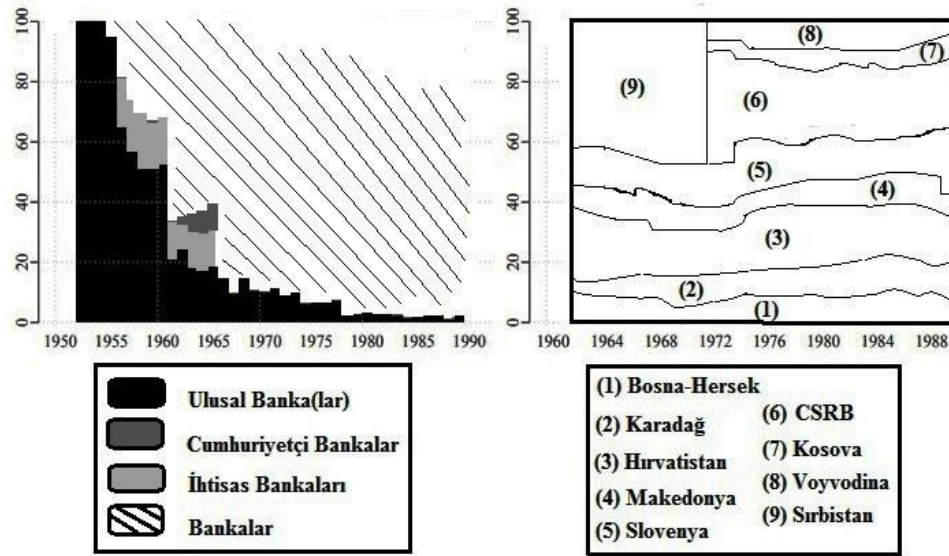 100
80
60
40
20
0
1950 1955 1960 1965 1970 1975 1980 1985 1990
100
80
60
40
20
0
1960 1964 1968 1972 1976 1980 1984 1988
(8)
(7)
(9)
(6)
(5)
(4)
(3)
(2)
(1)
Ulusal Banka(lar)
Cumhuriyetçi Bankalar
İhtisas Bankaları
Bankalar
(1) Bosna-Hersek
(2) Karadağ
(3) Hırvatistan
(4) Makedonya
(5) Slovenya
(6) CSRB
(7) Kosova
(8) Voyvodina
(9) Sırbistan